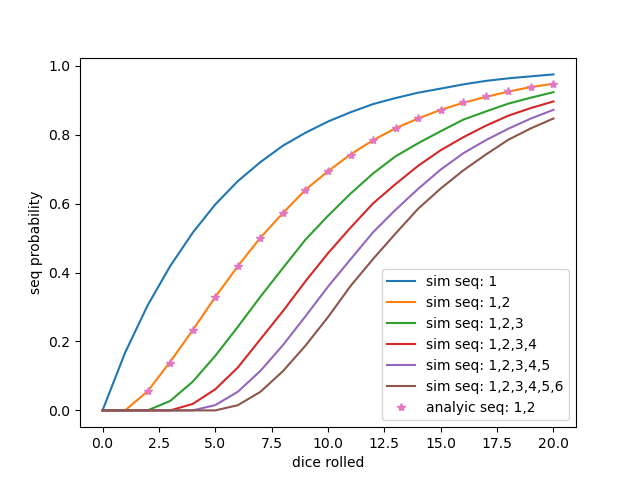 1.0
0.8
0.6
0.4
0.2
0.0
seq probability
sim seq: 1
sim seq: 1,2
sim seq: 1,2,3
sim seq: 1,2,3,4
sim seq: 1,2,3,4,5
sim seq: 1,2,3,4,5,6
analyic seq: 1,2
0.0 2.5 5.0 7.5 10.0 12.5 15.0 17.5 20.0
dice rolled